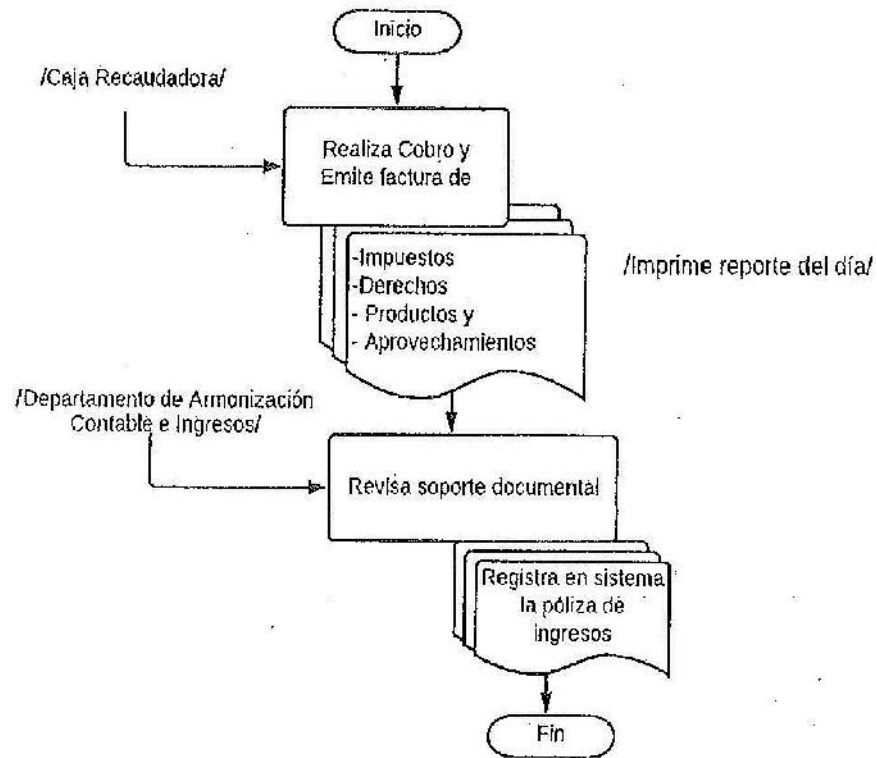 Inicio
/Caja Recaudadora/
Realiza Cobro y
Emite factura de
-Impuestos
-Derechos
- Productos y
- Aprovechamientos
/Imprime reporte del día/
/Departamento de Armonización
Contable e Ingresos/
Revisa soporte documental
Registra en sistema
la póliza de
ingresos
Fin